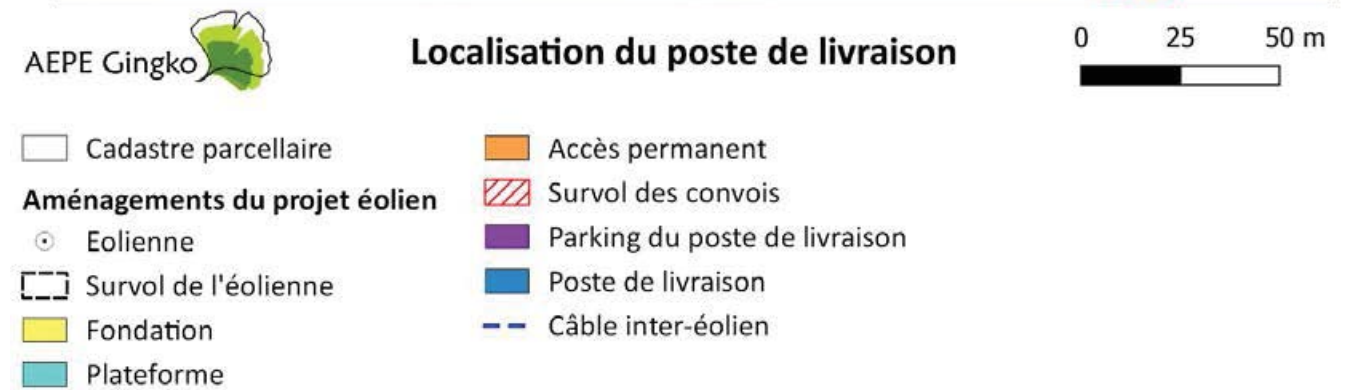 AEPE Gingko
Localisation du poste de livraison
0 25 50 m
Cadastre parcellaire
Aménagements du projet éolien
Eolienne
Survol de l'éolienne
Fondation
Plateforme
Accès permanent
Survol des convois
Parking du poste de livraison
Poste de livraison
Câble inter-éolien